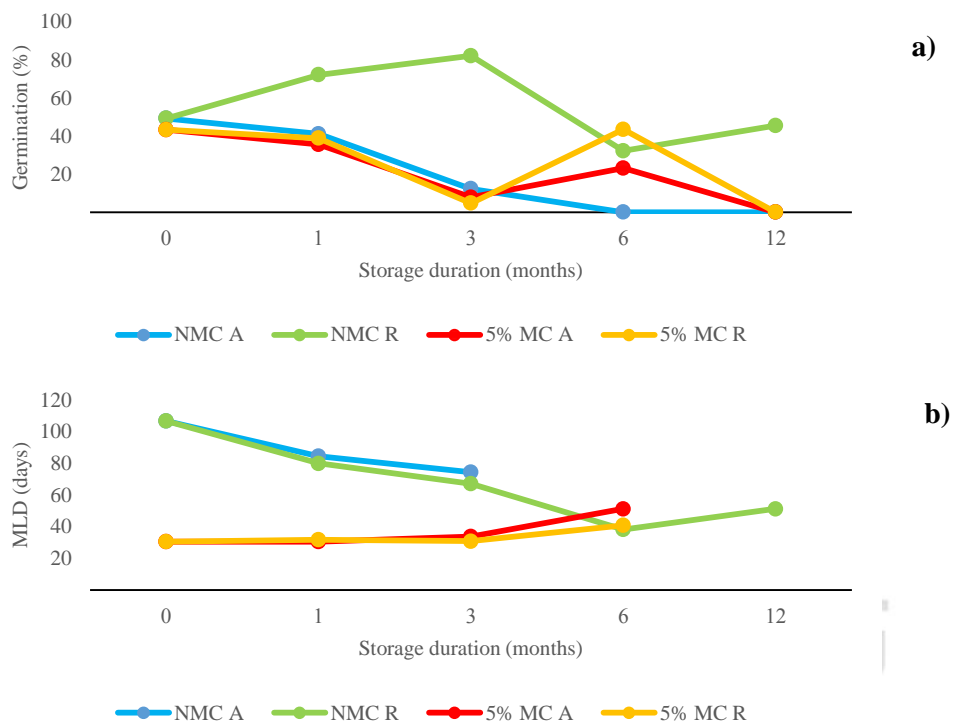 100
a)
80
60
40
20
Germination (%)
0 1 3 6 12
Storage duration (months)
NMC A NMC R 5% MC A 5% MC R
120
b)
100
80
60
40
20
MLD (days)
0 1 3 6 12
Storage duration (months)
NMC A NMC R 5% MC A 5% MC R